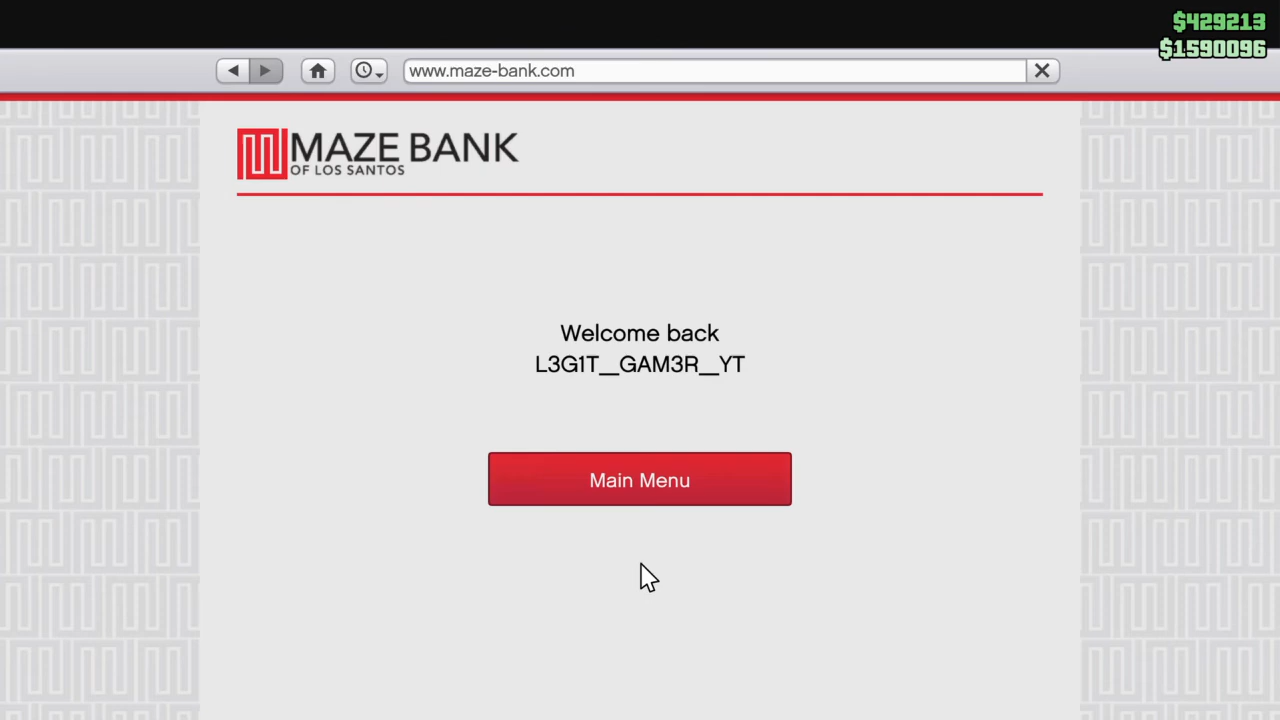 $429213
$1590096
www.maze-bank.com
MAZE BANK
OF LOS SANTOS
Welcome back
L3G1T__GAM3R__YT
Main Menu